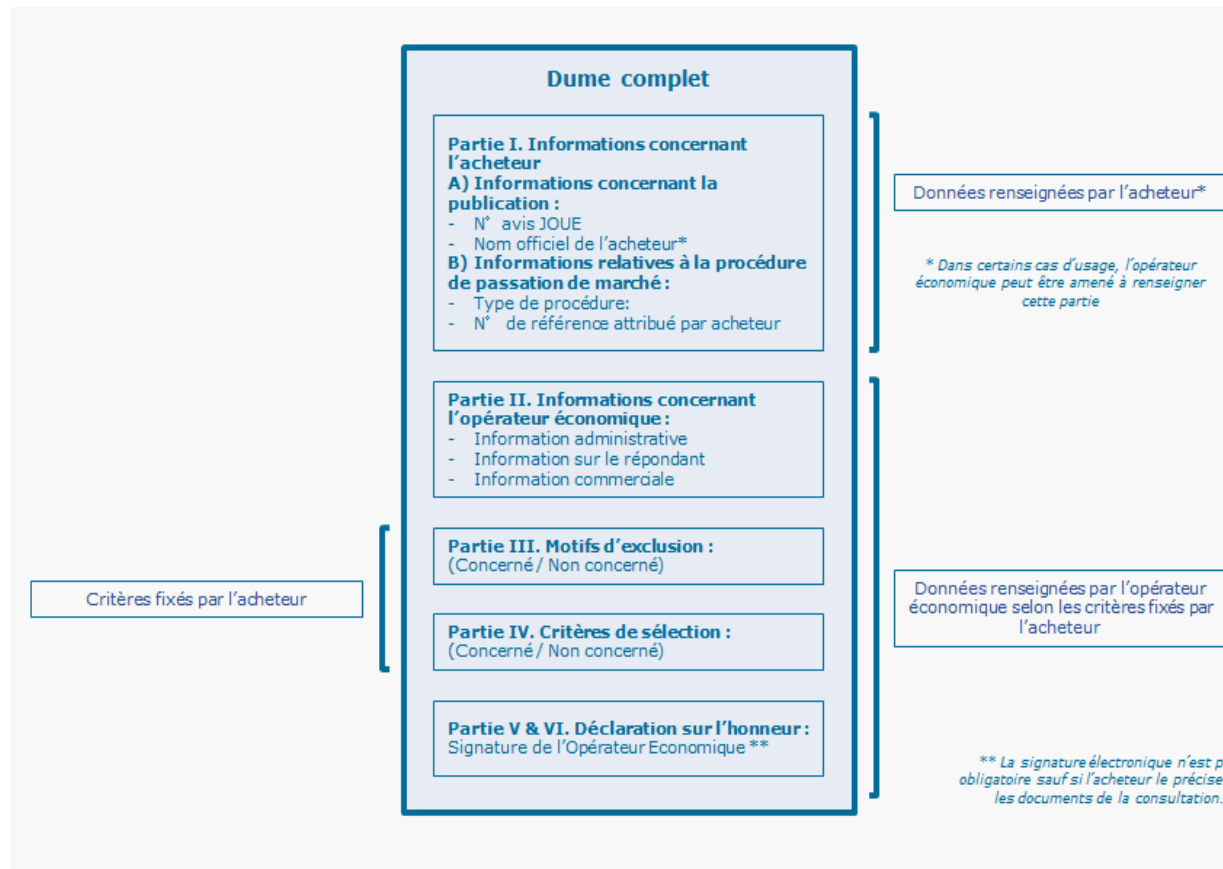 Dume complet
Partie I. Informations concernant
l'acheteur
A) Informations concernant la
publication :
- N° avis JOUE
- Nom officiel de l'acheteur*
B) Informations relatives à la procédure
de passation de marché :
- Type de procédure:
- N° de référence attribué par acheteur
Données renseignées par l'acheteur*
* Dans certains cas d'usage, l'opérateur
économique peut être amené à renseigner
cette partie
Partie II. Informations concernant
l'opérateur économique :
- Information administrative
- Information sur le répondant
- Information commerciale
Partie III. Motifs d'exclusion :
(Concerné / Non concerné)
Critères fixés par l'acheteur
Partie IV. Critères de sélection :
(Concerné / Non concerné)
Données renseignées par l'opérateur
économique selon les critères fixés par
l'acheteur
Partie V & VI. Déclaration sur l'honneur :
Signature de l'Opérateur Economique **
** La signature électronique n'est p
obligatoire sauf si l'acheteur le précise
les documents de la consultation.